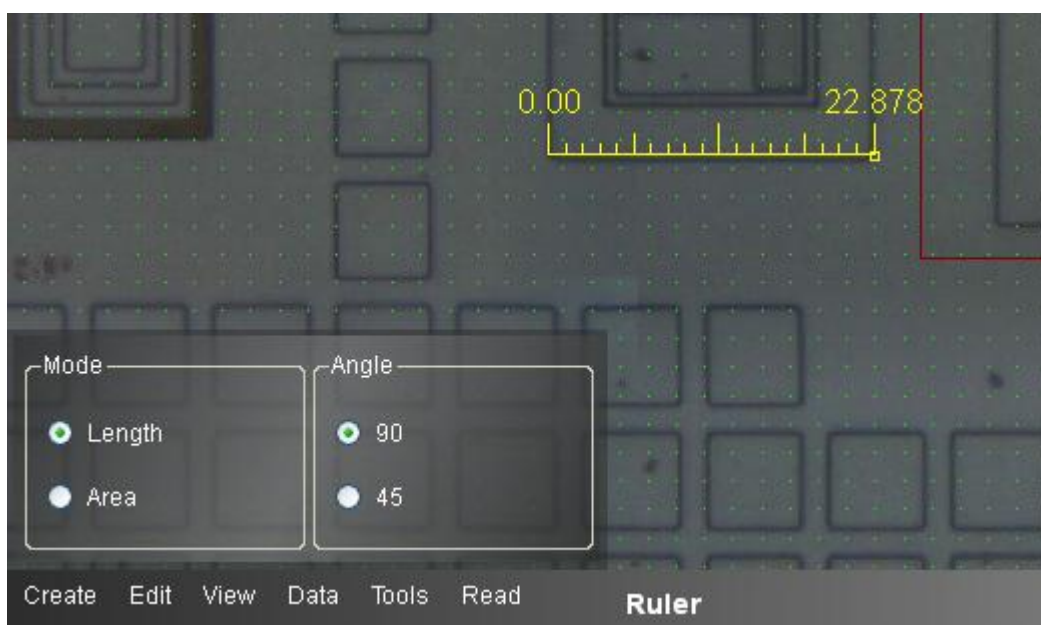 0.00 22.878
Mode Angle
Length 90
Area 45
Create Edit View Data Tools Read Ruler